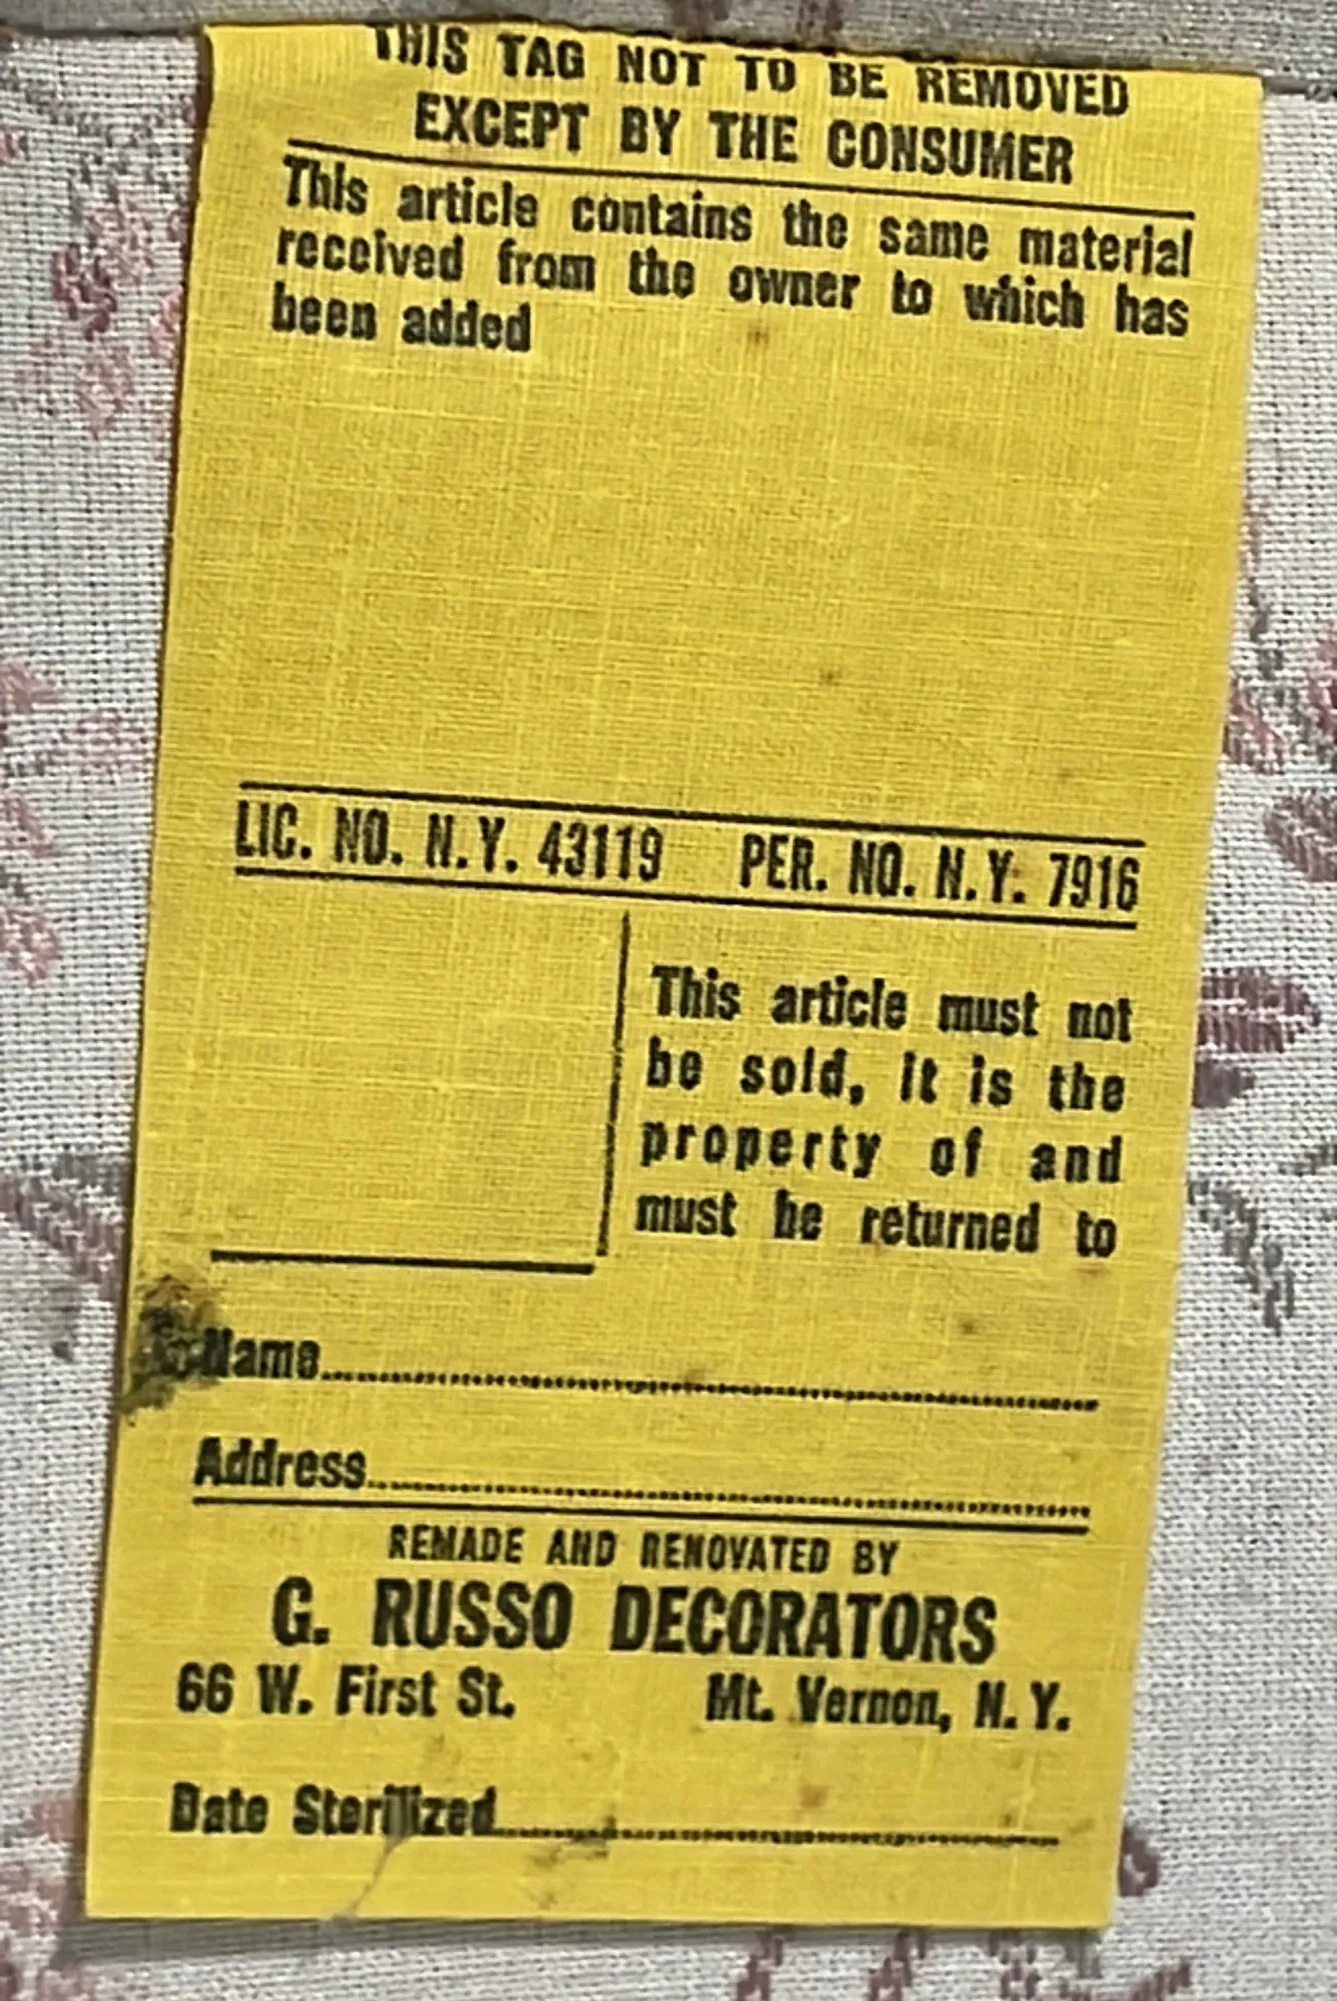 THIS TAG NOT TO BE REMOVED
EXCEPT BY THE CONSUMER
This article contains the same material
received from the owner to which has
been added
LIC. NO. N.Y. 43119 PER. NO. N.Y. 7916
This article must not
be sold, it is the
property of and
must be returned to
Name
Address
REMADE AND RENOVATED BY
G. RUSSO DECORATORS
66 W. First St. Mt. Vernon, N.Y.
Date Sterilized